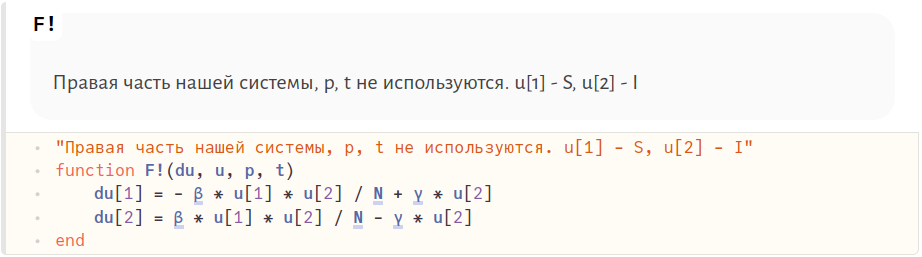 F!
Правая часть нашей системы, p, t не используются. u[1] - S, u[2] - I
"Правая часть нашей системы, p, t не используются. u[1] - S, u[2] - I"
function F!(du, u, p, t)
du[1] = - β * u[1] * u[2] / N + γ * u[2]
du[2] = β * u[1] * u[2] / N - γ * u[2]
end